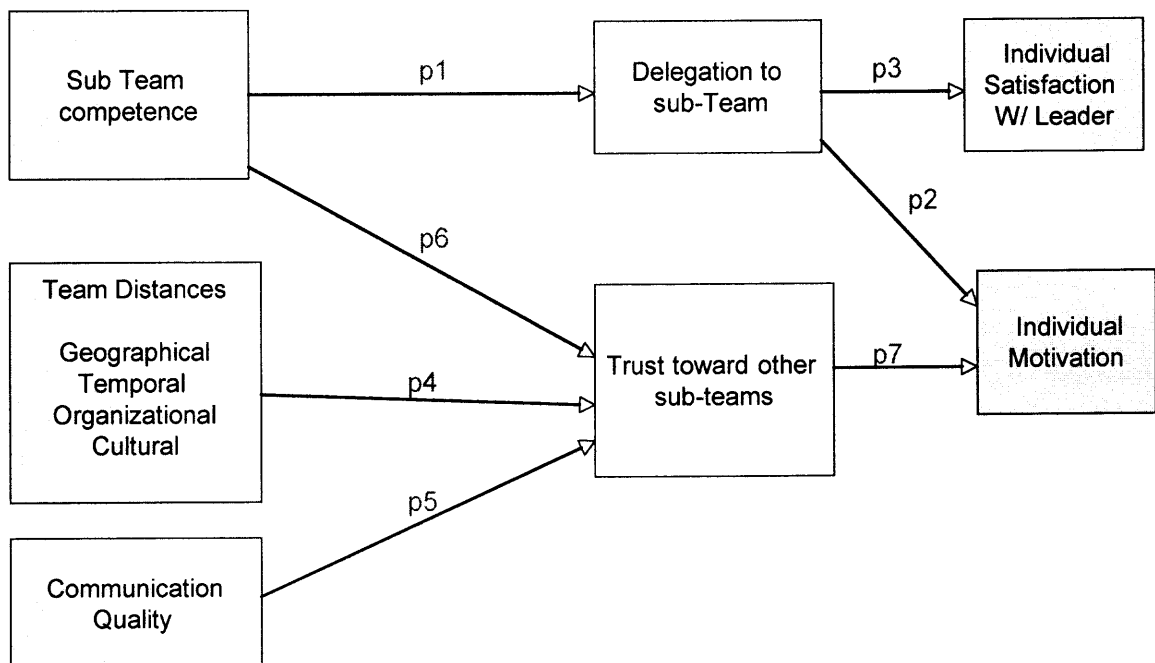 Sub Team
competence
p1
Delegation to
sub-Team
p3
Individual
Satisfaction
W/ Leader
p2
p6
Team Distances
Geographical
Temporal
Organizational
Cultural
p4
Trust toward other
sub-teams
p7
Individual
Motivation
p5
Communication
Quality